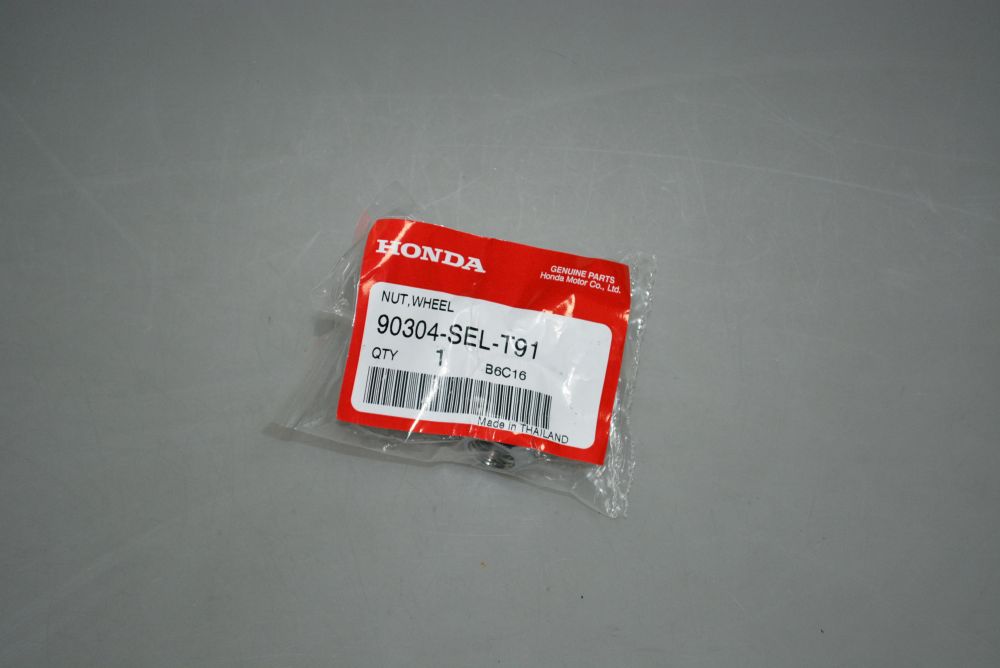 HONDA
GENUINE PARTS
Honda Motor Co., Ltd.
NUT,WHEEL
90304-SEL-T91
QTY 1 B6C16
Made in THAILAND